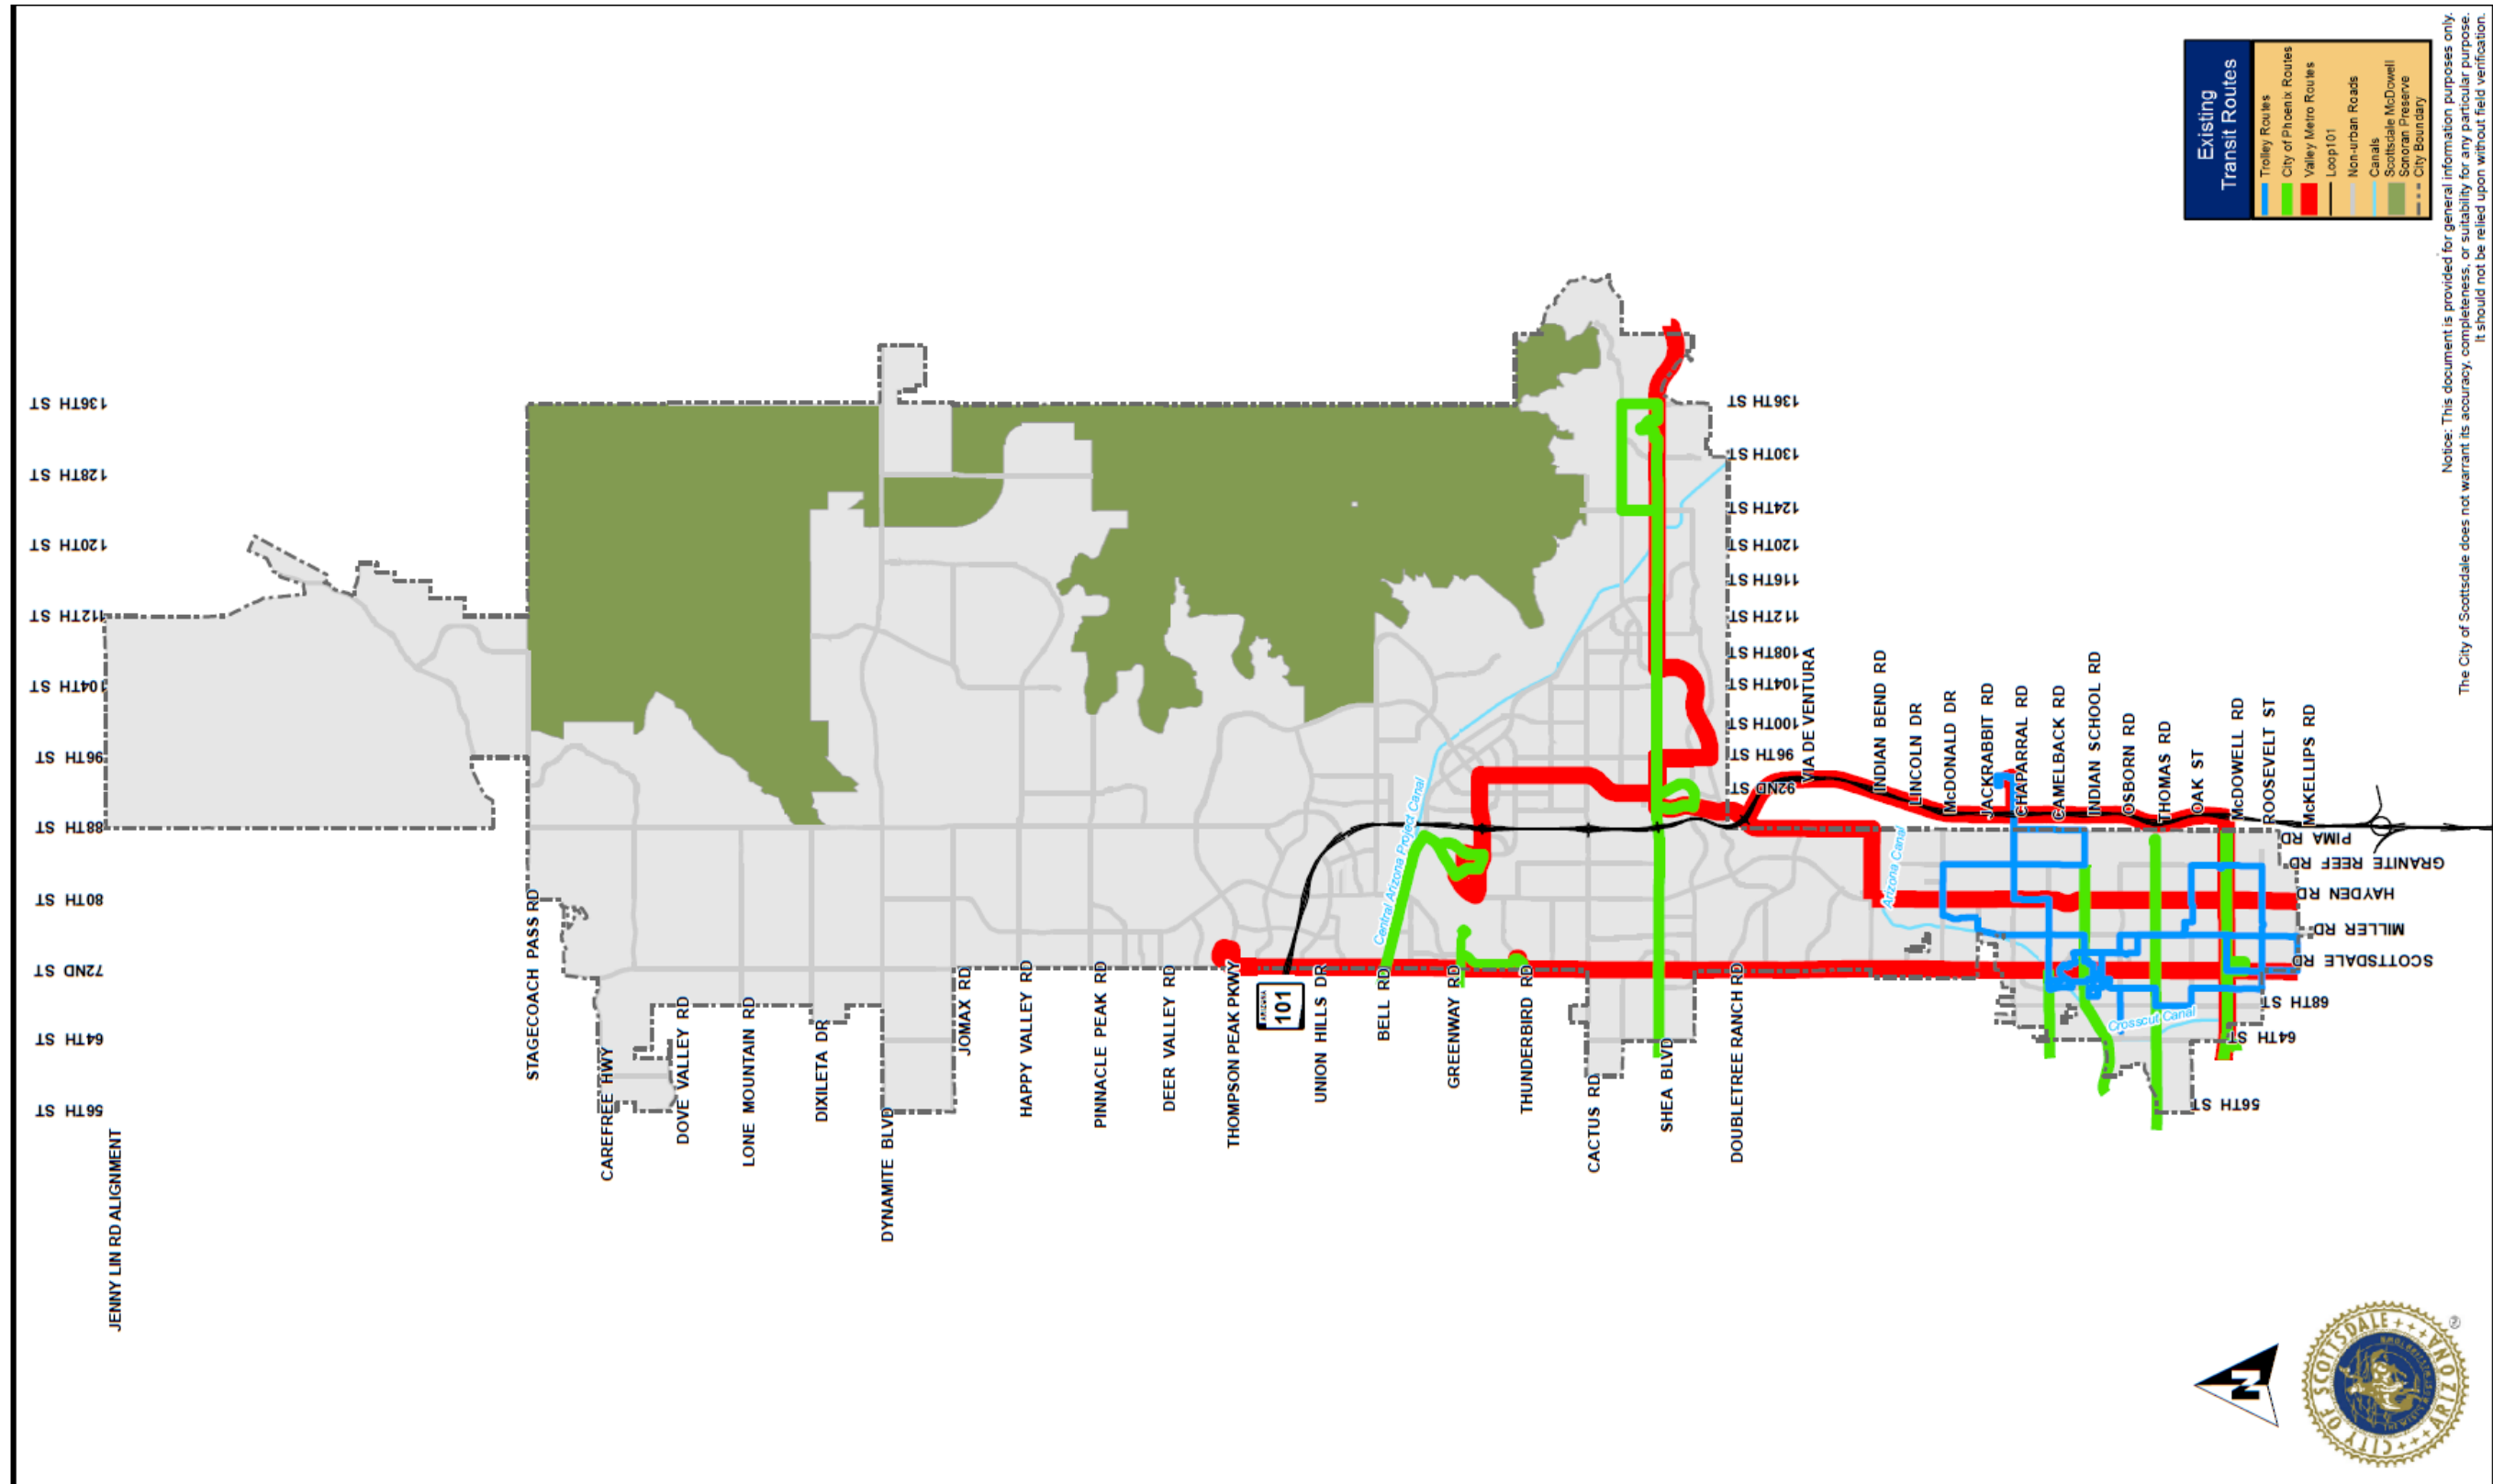 Existing
Transit Routes
Trolley Routes
City of Phoenix Routes
Valley Metro Routes
Loop101
Non-urban Roads
Canals
Scottsdale McDowell
Sonoran Preserve
City Boundary
Notice: This document is provided for general information purposes only.
The City of Scottsdale does not warrant its accuracy, completeness, or suitability for any particular purpose.
It should not be relied upon without field verification.
136TH ST
128TH ST
120TH ST
112TH ST
104TH ST
96TH ST
88TH ST
80TH ST
72ND ST
64TH ST
56TH ST
JENNY LIN RD ALIGNMENT
STAGECOACH PASS RD
CAREFREE HWY
DOVE VALLEY RD
LONE MOUNTAIN RD
DIXILETA DR
DYNAMITE BLVD
JOMAX RD
HAPPY VALLEY RD
PINNACLE PEAK RD
DEER VALLEY RD
THOMPSON PEAK PKWY
ARIZONA
101
UNION HILLS DR
BELL RD
GREENWAY RD
THUNDERBIRD RD
CACTUS RD
SHEA BLVD
DOUBLETREE RANCH RD
Central Arizona Project Canal
136TH ST
130TH ST
124TH ST
120TH ST
116TH ST
112TH ST
108TH ST
104TH ST
100TH ST
96TH ST
92ND ST
VIA DE VENTURA
INDIAN BEND RD
LINCOLN DR
McDONALD DR
JACKRABBIT RD
CHAPARRAL RD
CAMELBACK RD
INDIAN SCHOOL RD
OSBORN RD
THOMAS RD
OAK ST
McDOWELL RD
ROOSEVELT ST
McKELLIPS RD
Arizona Canal
Crosscut Canal
PIMA RD
GRANITE REEF RD
HAYDEN RD
MILLER RD
SCOTTSDALE RD
68TH ST
64TH ST
56TH ST
N
CITY OF SCOTTSDALE
ARIZONA